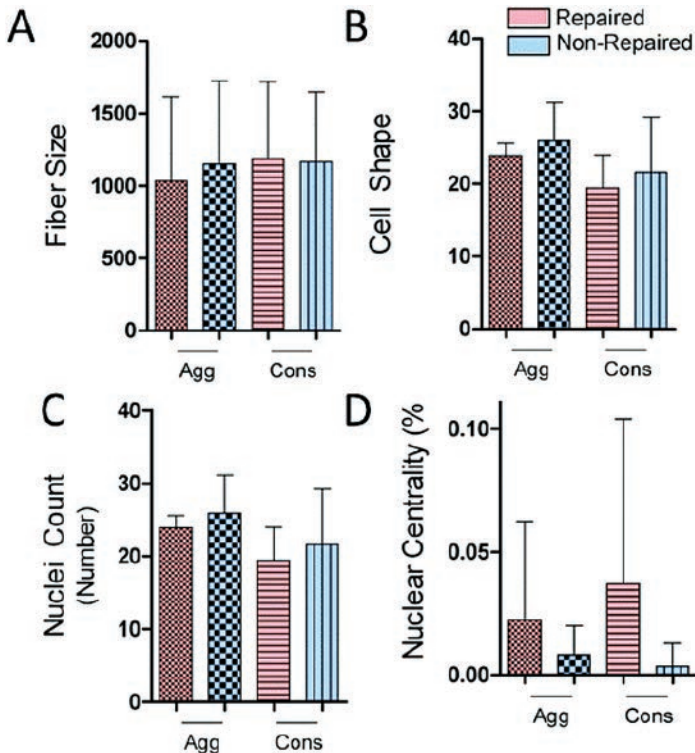 A
Fiber Size
2000
1500
1000
500
0
Agg
Cons
B
Repaired
Non-Repaired
Cell Shape
40
30
20
10
0
Agg
Cons
C
Nuclei Count
(Number)
40
30
20
10
0
Agg
Cons
D
Nuclear Centrality (%
0.10
0.05
0.00
Agg
Cons